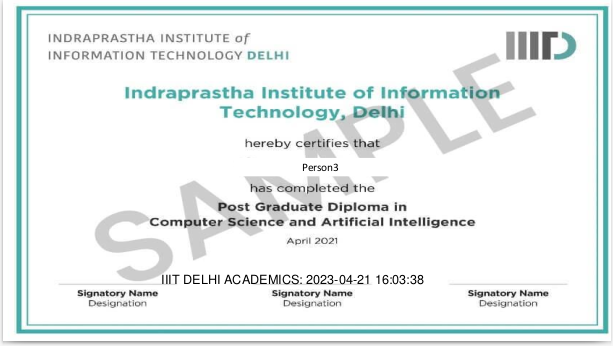 INDRAPRASTHA INSTITUTE of
INFORMATION TECHNOLOGY DELHI
IIITD
Indraprastha Institute of Information
Technology, Delhi
hereby certifies that
Person3
has completed the
Post Graduate Diploma in
Computer Science and Artificial Intelligence
April 2021
SAMPLE
IIIT DELHI ACADEMICS: 2023-04-21 16:03:38
Signatory Name
Designation
Signatory Name
Designation
Signatory Name
Designation